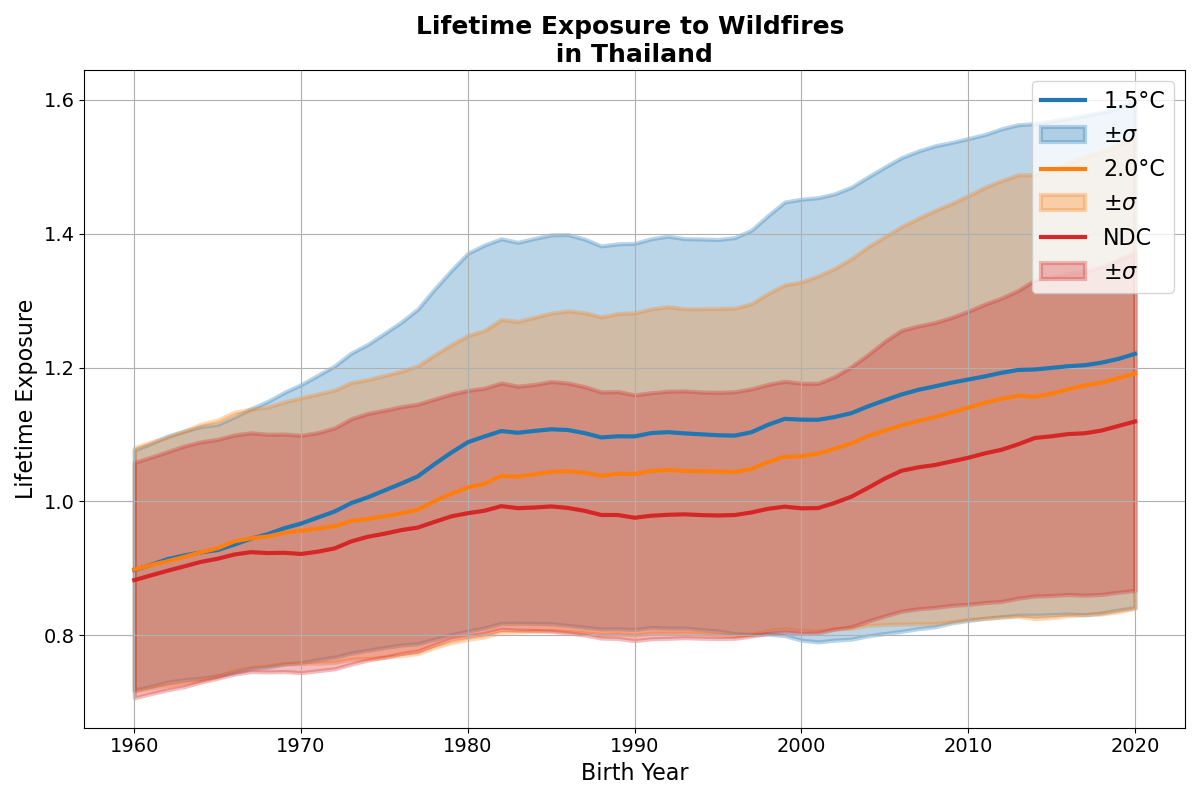 Lifetime Exposure to Wildfires
in Thailand
Lifetime Exposure
1.6
1.4
1.2
1.0
0.8
1960 1970 1980 1990 2000 2010 2020
Birth Year
1.5°C
±σ
2.0°C
±σ
NDC
±σ